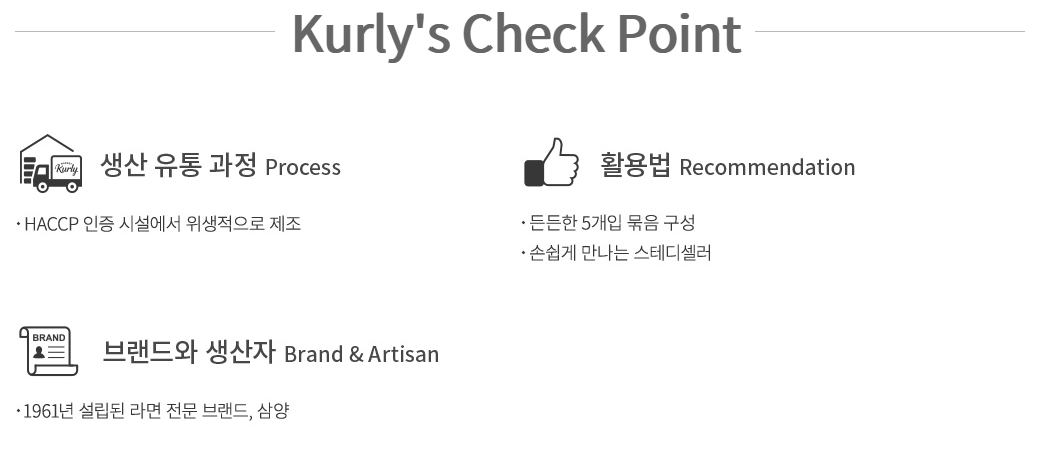 Kurly's Check Point
Kurly
생산 유통 과정 Process
· HACCP 인증 시설에서 위생적으로 제조
활용법 Recommendation
· 든든한 5개입 묶음 구성
· 손쉽게 만나는 스테디셀러
BRAND
브랜드와 생산자 Brand & Artisan
· 1961년 설립된 라면 전문 브랜드, 삼양